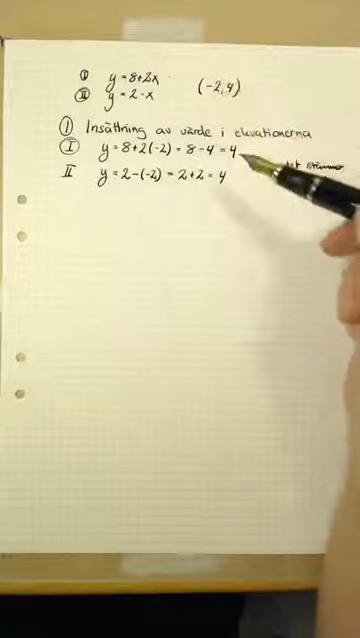 I y = 8+2x (-2,4)
II y = 2-x
① Insättning av värde i ekvationerna
I y = 8+2(-2) = 8-4 = 4
II y = 2-(-2) = 2+2 = 4
stämmer